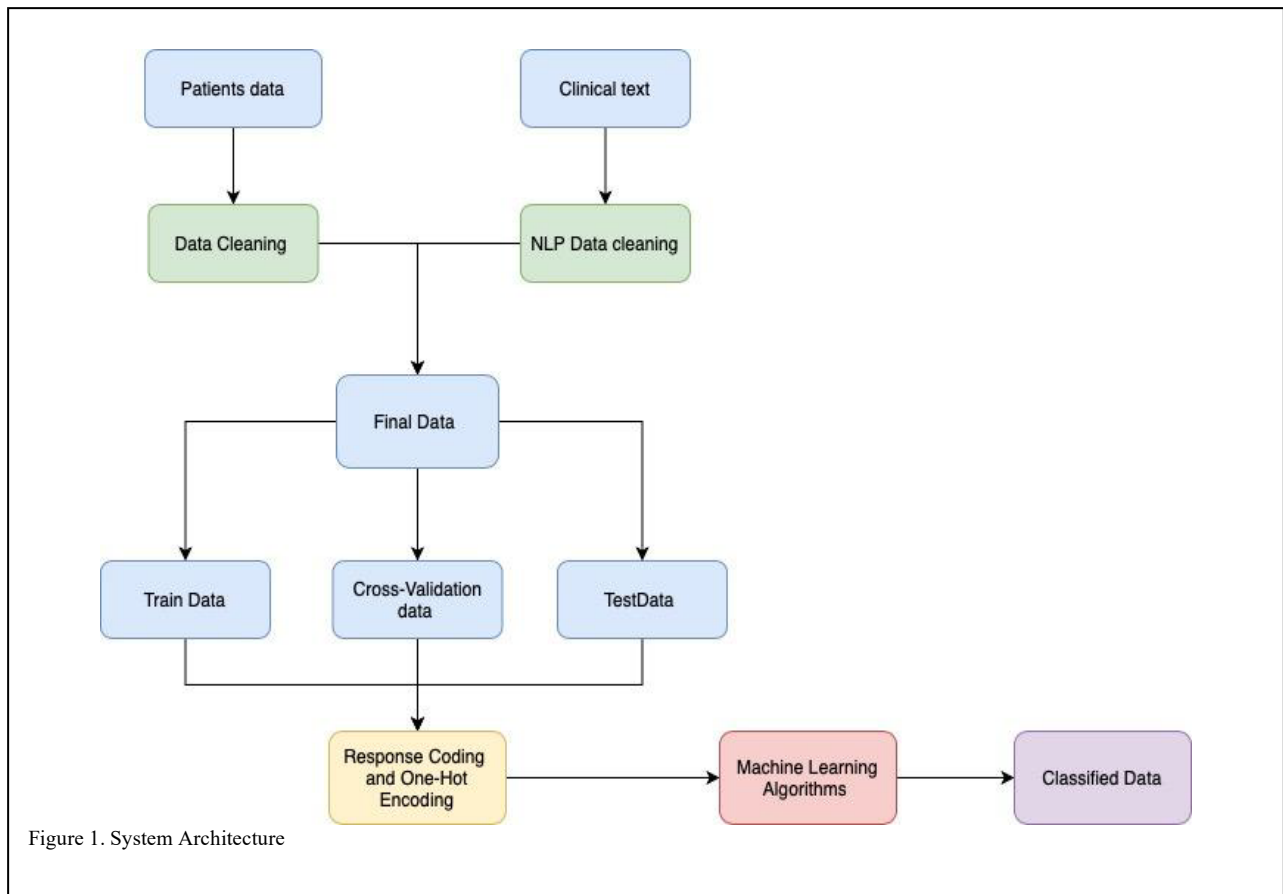 Patients data
Clinical text
Data Cleaning
NLP Data cleaning
Final Data
Train Data
Cross-Validation
data
TestData
Response Coding
and One-Hot
Encoding
Machine Learning
Algorithms
Classified Data
Figure 1. System Architecture